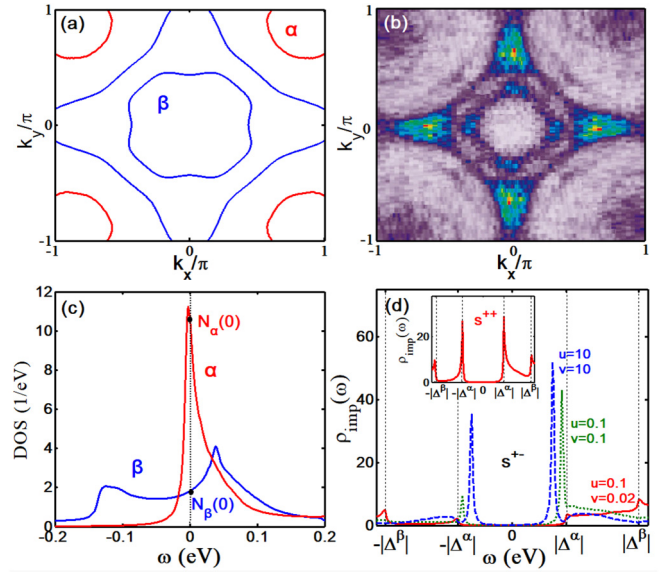 (a)
α
β
1
0
-1
k_y/π
-1
0
1
k_x/π
(b)
1
0
-1
k_y/π
-1
0
1
k_x/π
(c)
N_α(0)
α
β
N_β(0)
12
10
8
6
4
2
0
DOS (1/eV)
-0.2
-0.1
0
0.1
0.2
ω (eV)
(d)
s⁺⁺
ρ_imp(ω)
20
0
-|Δ^β|
-|Δ^α|
0
|Δ^α|
|Δ^β|
u=10
v=10
u=0.1
v=0.1
s⁺⁻
u=0.1
v=0.02
60
40
20
0
ρ_imp(ω)
-|Δ^β|
-|Δ^α|
0
|Δ^α|
|Δ^β|
ω (eV)